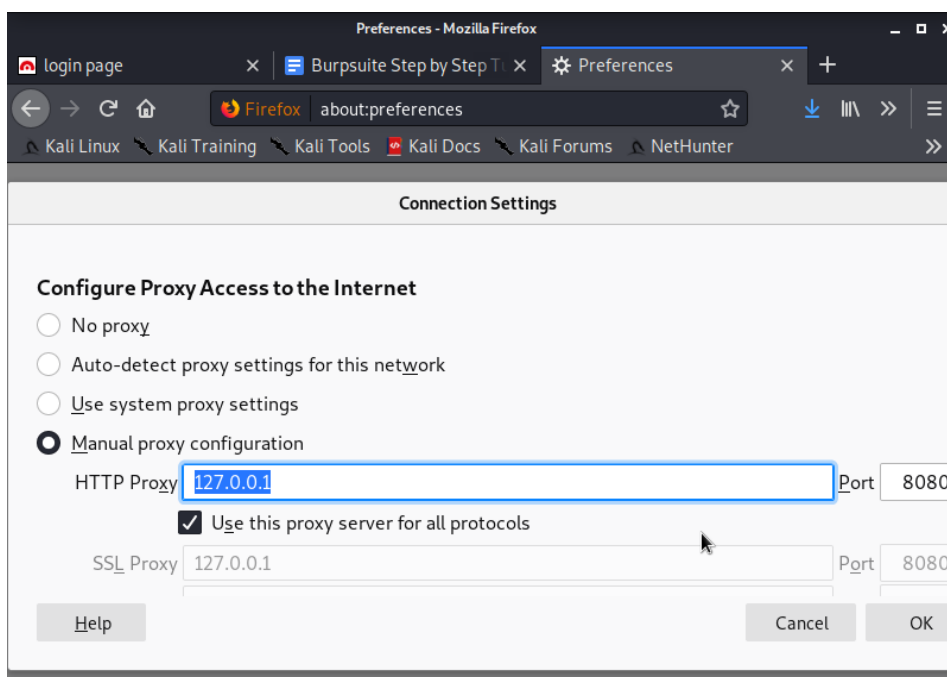 Preferences - Mozilla Firefox
login page Burpsuite Step by Step Preferences
Firefox about:preferences
Kali Linux Kali Training Kali Tools Kali Docs Kali Forums NetHunter
Connection Settings
Configure Proxy Access to the Internet
No proxy
Auto-detect proxy settings for this network
Use system proxy settings
Manual proxy configuration
HTTP Proxy 127.0.0.1 Port 8080
Use this proxy server for all protocols
SSL Proxy 127.0.0.1 Port 8080
Help Cancel OK